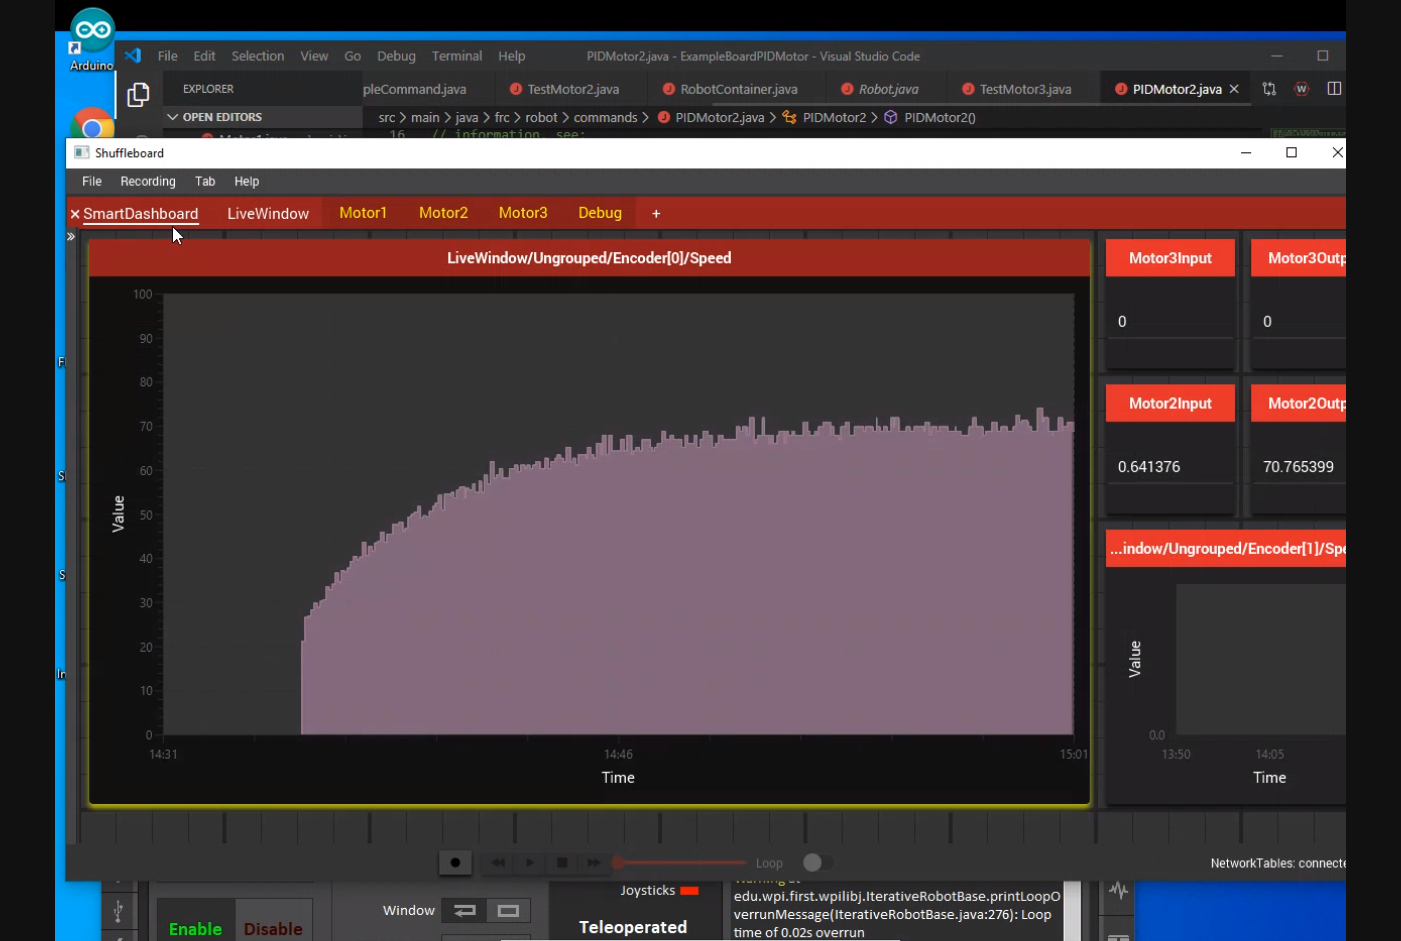 Arduino
File Edit Selection View Go Debug Terminal Help
PIDMotor2.java - ExampleBoardPIDMotor - Visual Studio Code
EXPLORER
pleCommand.java TestMotor2.java RobotContainer.java Robot.java TestMotor3.java PIDMotor2.java
OPEN EDITORS
src > main > java > frc > robot > commands > PIDMotor2.java > PIDMotor2 > PIDMotor2()
16 // information, see:
Shuffleboard
File Recording Tab Help
SmartDashboard LiveWindow Motor1 Motor2 Motor3 Debug +
LiveWindow/Ungrouped/Encoder[0]/Speed
100
90
80
70
60
50
40
30
20
10
0
Value
14:31 14:46 15:01
Time
Motor3Input Motor3Outp
0 0
Motor2Input Motor2Outp
0.641376 70.765399
...indow/Ungrouped/Encoder[1]/Spe
Value
0.0
13:50 14:05
Time
Loop
NetworkTables: connecte
Enable Disable
Window
Joysticks
Teleoperated
edu.wpi.first.wpilibj.IterativeRobotBase.printLoopO
verrunMessage(IterativeRobotBase.java:276): Loop
time of 0.02s overrun